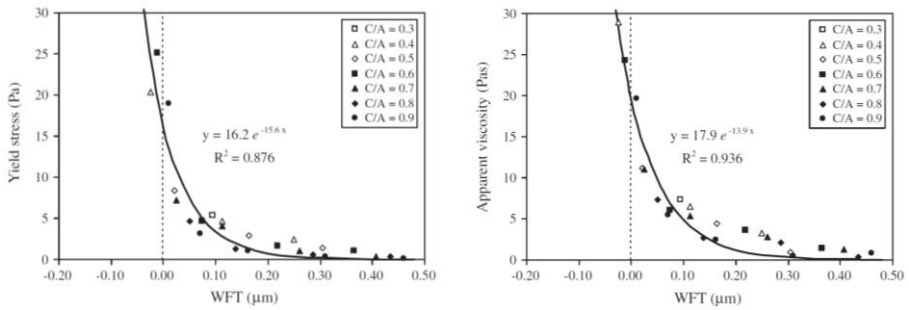 30
25
20
15
10
5
0
Yield stress (Pa)
C/A = 0.3
C/A = 0.4
C/A = 0.5
C/A = 0.6
C/A = 0.7
C/A = 0.8
C/A = 0.9
y = 16.2 e^-15.6 x
R² = 0.876
-0.20 -0.10 0.00 0.10 0.20 0.30 0.40 0.50
WFT (μm)
30
25
20
15
10
5
0
Apparent viscosity (Pas)
C/A = 0.3
C/A = 0.4
C/A = 0.5
C/A = 0.6
C/A = 0.7
C/A = 0.8
C/A = 0.9
y = 17.9 e^-13.9 x
R² = 0.936
-0.20 -0.10 0.00 0.10 0.20 0.30 0.40 0.50
WFT (μm)